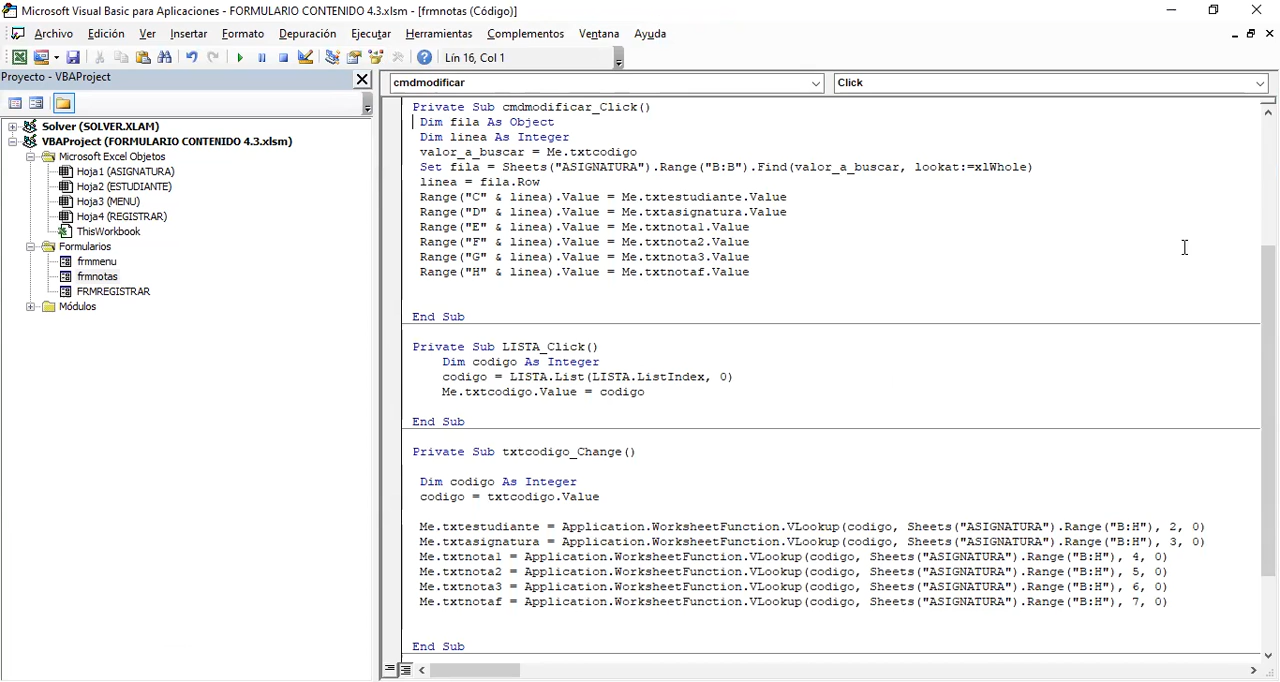 Microsoft Visual Basic para Aplicaciones - FORMULARIO CONTENIDO 4.3.xlsm - [frmnotas (Código)]
Archivo Edición Ver Insertar Formato Depuración Ejecutar Herramientas Complementos Ventana Ayuda
Lín 16, Col 1
Proyecto - VBAProject
Solver (SOLVER.XLAM)
VBAProject (FORMULARIO CONTENIDO 4.3.xlsm)
Microsoft Excel Objetos
Hoja1 (ASIGNATURA)
Hoja2 (ESTUDIANTE)
Hoja3 (MENU)
Hoja4 (REGISTRAR)
ThisWorkbook
Formularios
frmmenu
frmnotas
FRMREGISTRAR
Módulos
cmdmodificar Click
Private Sub cmdmodificar_Click()
Dim fila As Object
Dim linea As Integer
valor_a_buscar = Me.txtcodigo
Set fila = Sheets("ASIGNATURA").Range("B:B").Find(valor_a_buscar, lookat:=xlWhole)
linea = fila.Row
Range("C" & linea).Value = Me.txtestudiante.Value
Range("D" & linea).Value = Me.txtasignatura.Value
Range("E" & linea).Value = Me.txtnota1.Value
Range("F" & linea).Value = Me.txtnota2.Value
Range("G" & linea).Value = Me.txtnota3.Value
Range("H" & linea).Value = Me.txtnotaf.Value
End Sub
Private Sub LISTA_Click()
Dim codigo As Integer
codigo = LISTA.List(LISTA.ListIndex, 0)
Me.txtcodigo.Value = codigo
End Sub
Private Sub txtcodigo_Change()
Dim codigo As Integer
codigo = txtcodigo.Value
Me.txtestudiante = Application.WorksheetFunction.VLookup(codigo, Sheets("ASIGNATURA").Range("B:H"), 2, 0)
Me.txtasignatura = Application.WorksheetFunction.VLookup(codigo, Sheets("ASIGNATURA").Range("B:H"), 3, 0)
Me.txtnota1 = Application.WorksheetFunction.VLookup(codigo, Sheets("ASIGNATURA").Range("B:H"), 4, 0)
Me.txtnota2 = Application.WorksheetFunction.VLookup(codigo, Sheets("ASIGNATURA").Range("B:H"), 5, 0)
Me.txtnota3 = Application.WorksheetFunction.VLookup(codigo, Sheets("ASIGNATURA").Range("B:H"), 6, 0)
Me.txtnotaf = Application.WorksheetFunction.VLookup(codigo, Sheets("ASIGNATURA").Range("B:H"), 7, 0)
End Sub